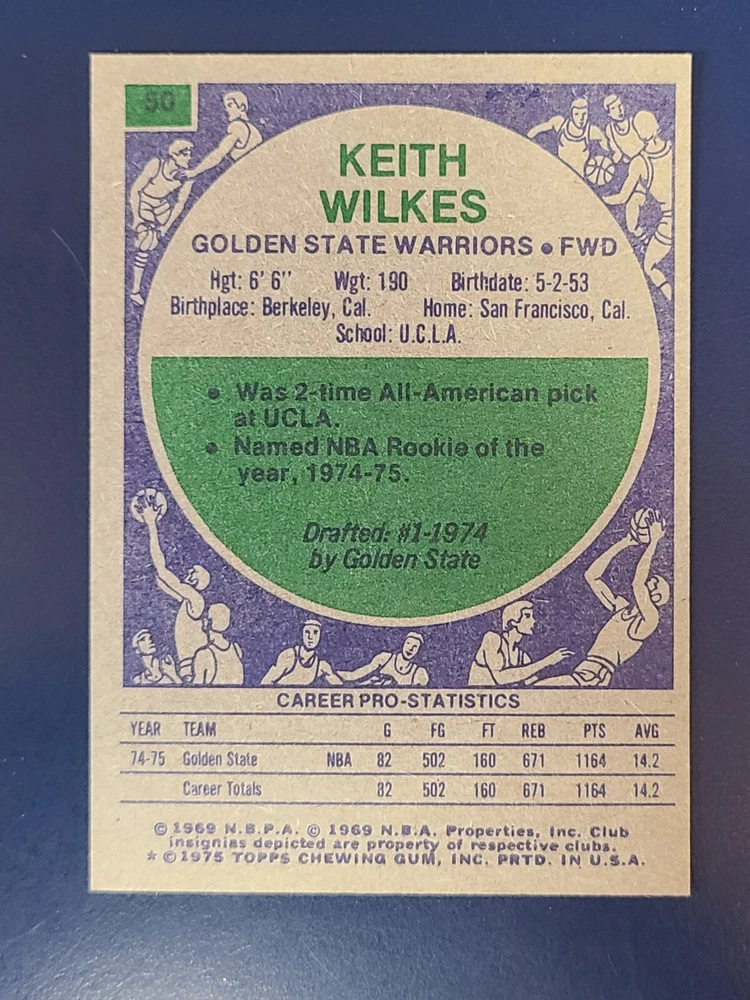 50
KEITH
WILKES
GOLDEN STATE WARRIORS • FWD
Hgt: 6' 6" Wgt: 190 Birthdate: 5-2-53
Birthplace: Berkeley, Cal. Home: San Francisco, Cal.
School: U.C.L.A.
• Was 2-time All-American pick
at UCLA.
• Named NBA Rookie of the
year, 1974-75.
Drafted: #1-1974
by Golden State
CAREER PRO-STATISTICS
YEAR TEAM G FG FT REB PTS AVG
74-75 Golden State NBA 82 502 160 671 1164 14.2
Career Totals 82 502 160 671 1164 14.2
© 1969 N.B.P.A. © 1969 N.B.A. Properties, Inc. Club
insignias depicted are property of respective clubs.
* © 1975 TOPPS CHEWING GUM, INC. PRTD. IN U.S.A.